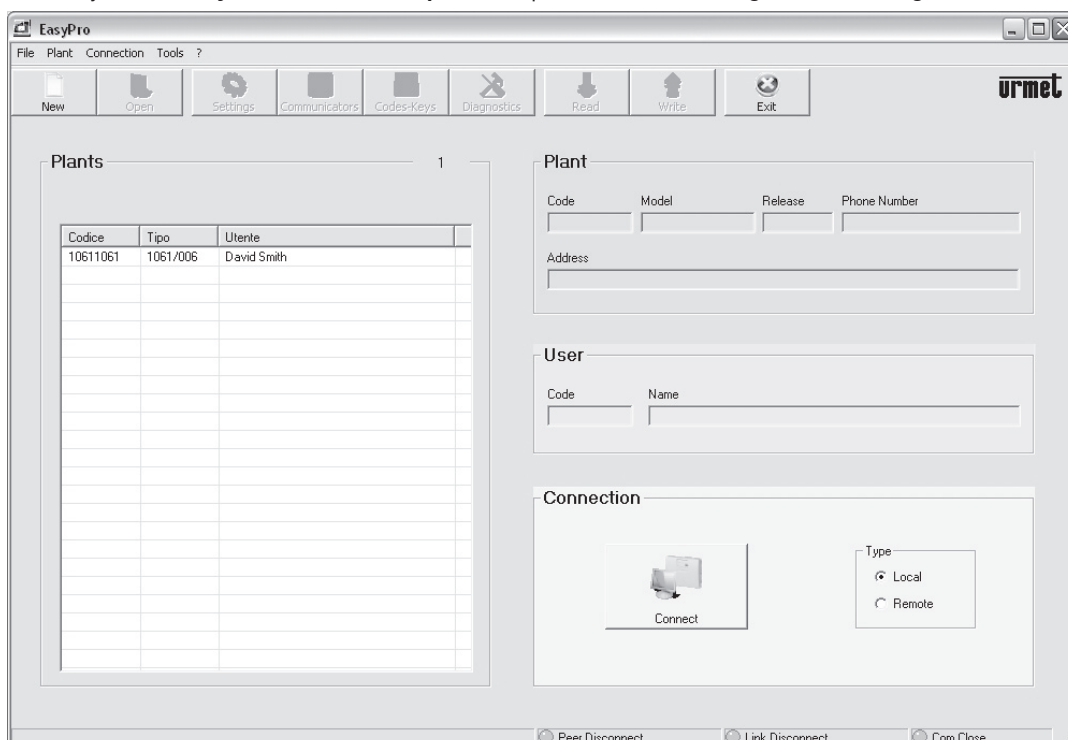 EasyPro
File Plant Connection Tools ?
New Open Settings Communicators Codes-Keys Diagnostics Read Write Exit
urmet
Plants 1
Codice Tipo Utente
10611061 1061/006 David Smith
Plant
Code Model Release Phone Number
Address
User
Code Name
Connection
Connect
Type
Local
Remote
Peer Disconnect Link Disconnect Com Close